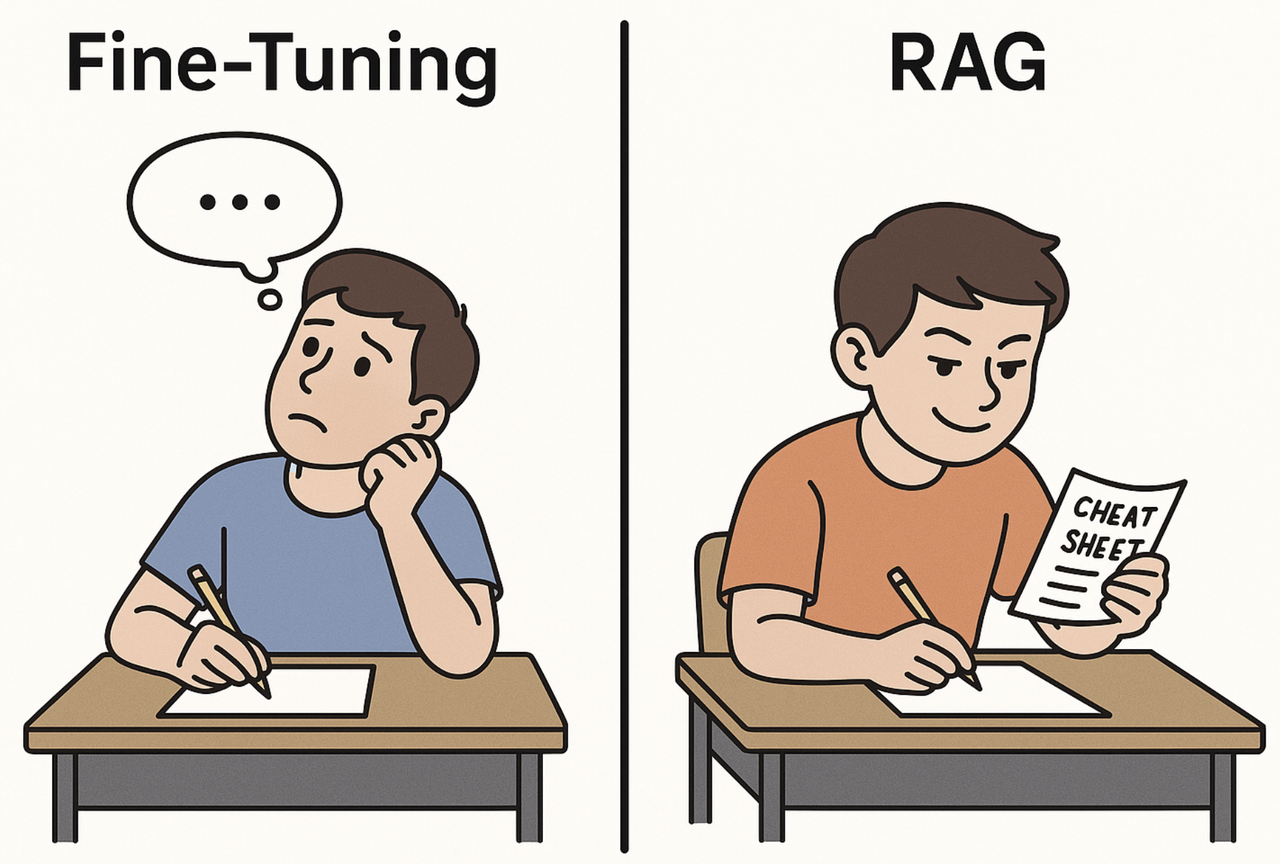 Fine-Tuning
RAG
...
CHEAT
SHEET